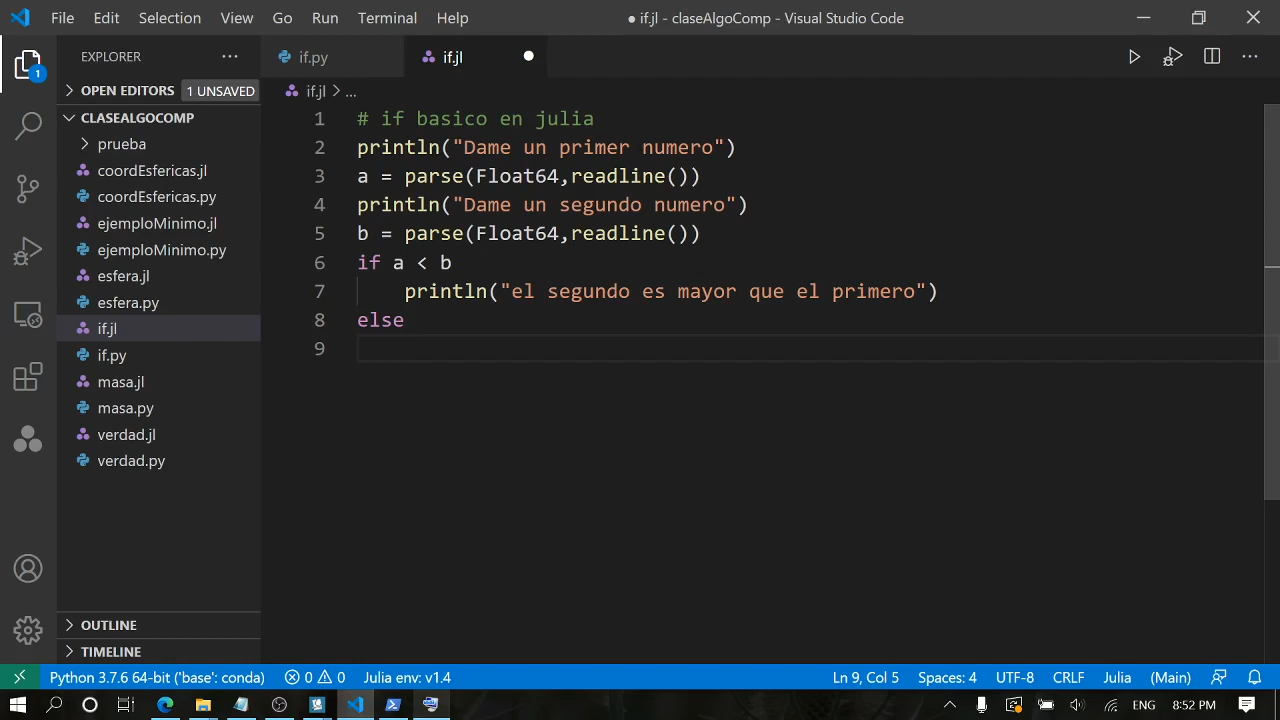 File Edit Selection View Go Run Terminal Help ● if.jl - claseAlgoComp - Visual Studio Code
1
EXPLORER ···
if.py if.jl
OPEN EDITORS 1 UNSAVED
if.jl > ...
CLASEALGOCOMP
prueba
coordEsfericas.jl
coordEsfericas.py
ejemploMinimo.jl
ejemploMinimo.py
esfera.jl
esfera.py
if.jl
if.py
masa.jl
masa.py
verdad.jl
verdad.py
OUTLINE
TIMELINE
1 # if basico en julia
2 println("Dame un primer numero")
3 a = parse(Float64,readline())
4 println("Dame un segundo numero")
5 b = parse(Float64,readline())
6 if a < b
7 println("el segundo es mayor que el primero")
8 else
9
Python 3.7.6 64-bit ('base': conda) 0 0 Julia env: v1.4 Ln 9, Col 5 Spaces: 4 UTF-8 CRLF Julia (Main)
ENG 8:52 PM